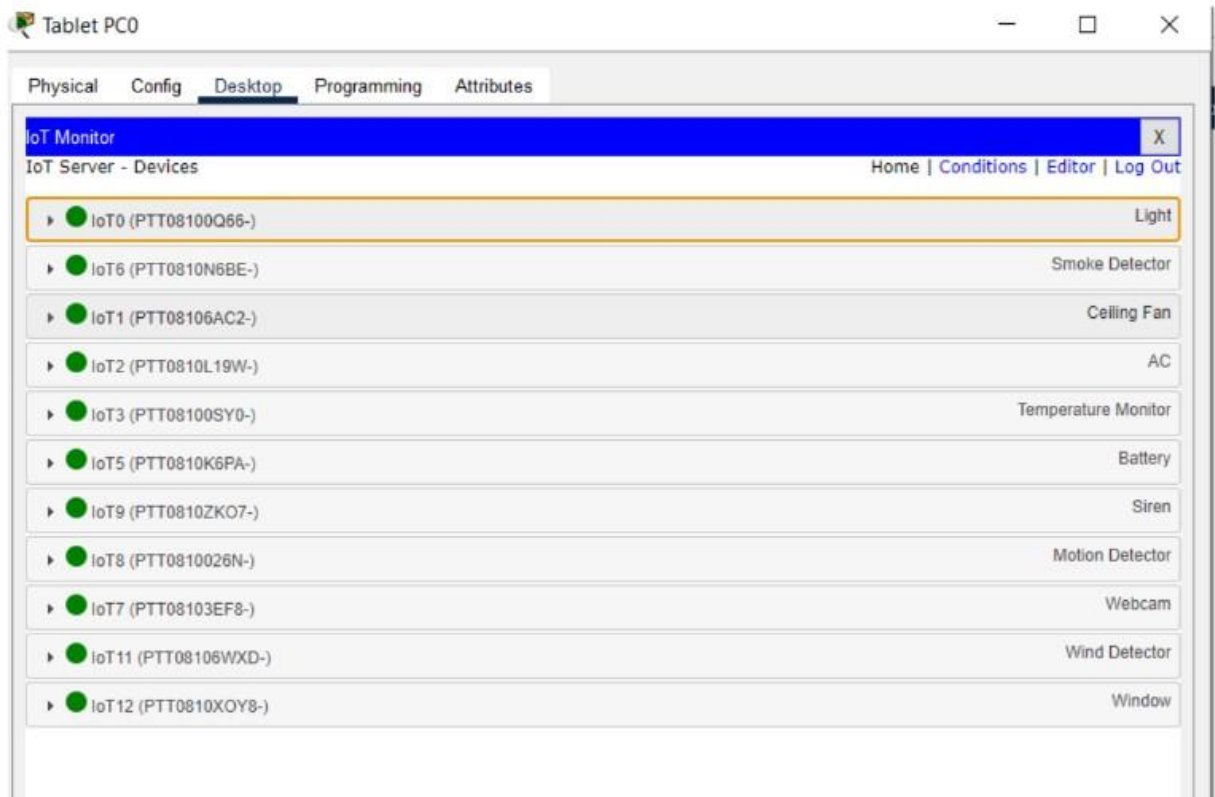 Tablet PC0
Physical Config Desktop Programming Attributes
IoT Monitor X
IoT Server - Devices Home | Conditions | Editor | Log Out
IoT0 (PTT08100Q66-) Light
IoT6 (PTT0810N6BE-) Smoke Detector
IoT1 (PTT08106AC2-) Ceiling Fan
IoT2 (PTT0810L19W-) AC
IoT3 (PTT08100SY0-) Temperature Monitor
IoT5 (PTT0810K6PA-) Battery
IoT9 (PTT0810ZKO7-) Siren
IoT8 (PTT0810026N-) Motion Detector
IoT7 (PTT08103EF8-) Webcam
IoT11 (PTT08106WXD-) Wind Detector
IoT12 (PTT0810XOY8-) Window